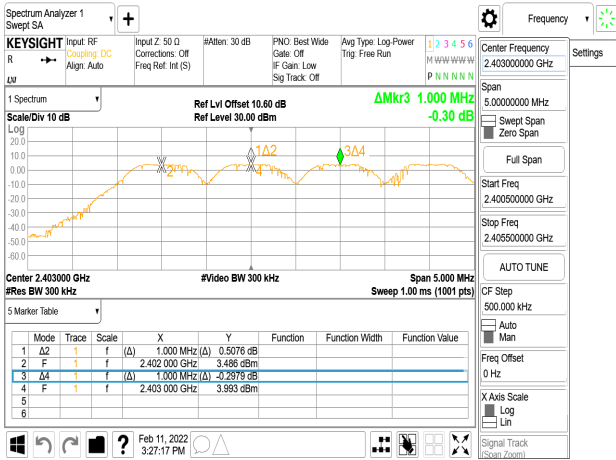 Spectrum Analyzer 1
Swept SA
+
Frequency
KEYSIGHT
R
Input: RF
Coupling: DC
Align: Auto
Input Z: 50 Ω
Corrections: Off
Freq Ref: Int (S)
#Atten: 30 dB
PNO: Best Wide
Gate: Off
IF Gain: Low
Sig Track: Off
Avg Type: Log-Power
Trig: Free Run
1 2 3 4 5 6
M W W W W W
P N N N N N
Center Frequency
2.403000000 GHz
Settings
Span
5.00000000 MHz
Swept Span
Zero Span
Full Span
Start Freq
2.400500000 GHz
Stop Freq
2.405500000 GHz
AUTO TUNE
CF Step
500.000 kHz
Auto
Man
Freq Offset
0 Hz
X Axis Scale
Log
Lin
Signal Track
(Span Zoom)
1 Spectrum
Scale/Div 10 dB
Ref Lvl Offset 10.60 dB
Ref Level 30.00 dBm
ΔMkr3 1.000 MHz
-0.30 dB
Log
20.0
10.0
0.00
-10.0
-20.0
-30.0
-40.0
-50.0
-60.0
2
1Δ2
4
3Δ4
Center 2.403000 GHz
#Res BW 300 kHz
#Video BW 300 kHz
Span 5.000 MHz
Sweep 1.00 ms (1001 pts)
5 Marker Table
Mode Trace Scale X Y Function Function Width Function Value
1 Δ2 1 f (Δ) 1.000 MHz (Δ) 0.5076 dB
2 F 1 f 2.402 000 GHz 3.486 dBm
3 Δ4 1 f (Δ) 1.000 MHz (Δ) -0.2979 dB
4 F 1 f 2.403 000 GHz 3.993 dBm
5
6
?
Feb 11, 2022
3:27:17 PM